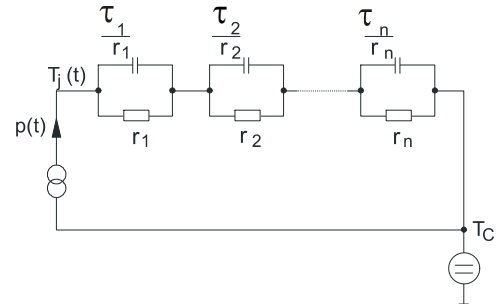 τ1 τ2 τn
r1 r2 rn
Tj(t)
p(t)
r1 r2 rn
TC